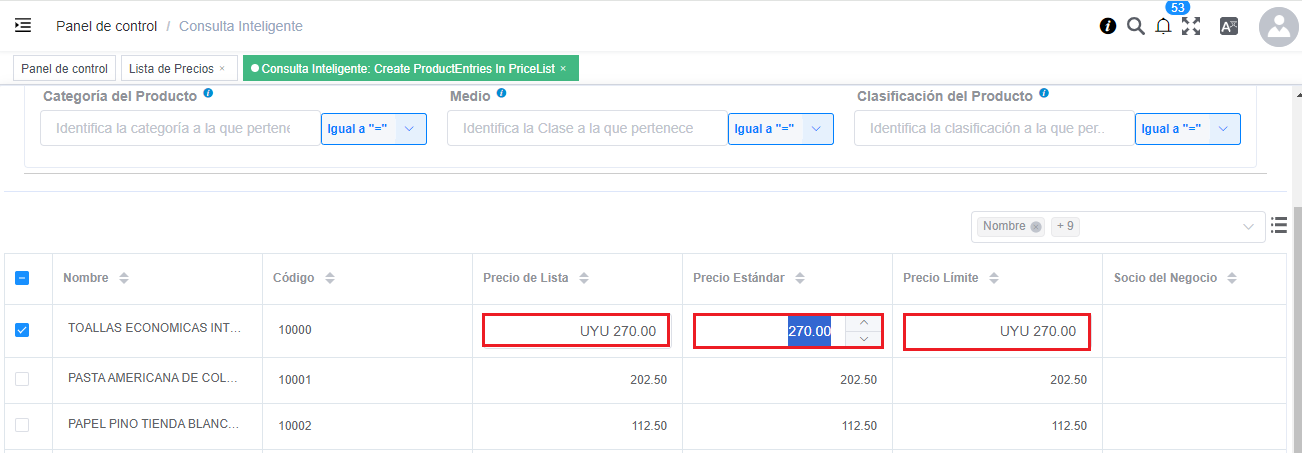 Panel de control / Consulta Inteligente
53
Panel de control
Lista de Precios ×
Consulta Inteligente: Create ProductEntries In PriceList ×
Categoría del Producto
Medio
Clasificación del Producto
Identifica la categoría a la que pertene
Igual a "="
Identifica la Clase a la que pertenece
Igual a "="
Identifica la clasificación a la que per..
Igual a "="
Nombre
+ 9
Nombre Código Precio de Lista Precio Estándar Precio Límite Socio del Negocio
TOALLAS ECONOMICAS INT... 10000 UYU 270.00 270.00 UYU 270.00
PASTA AMERICANA DE COL... 10001 202.50 202.50 202.50
PAPEL PINO TIENDA BLANC... 10002 112.50 112.50 112.50